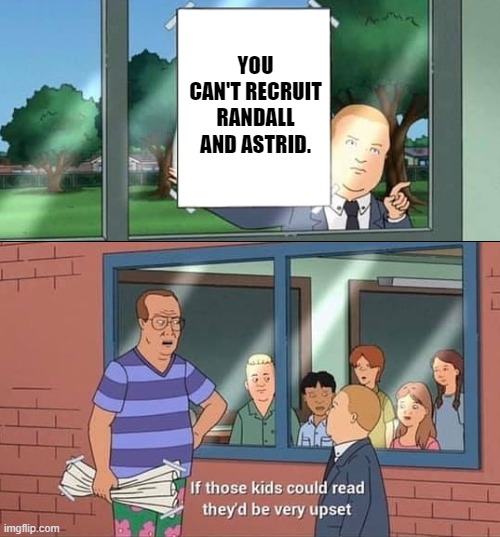 YOU
CAN'T RECRUIT
RANDALL
AND ASTRID.
If those kids could read
they'd be very upset
imgflip.com